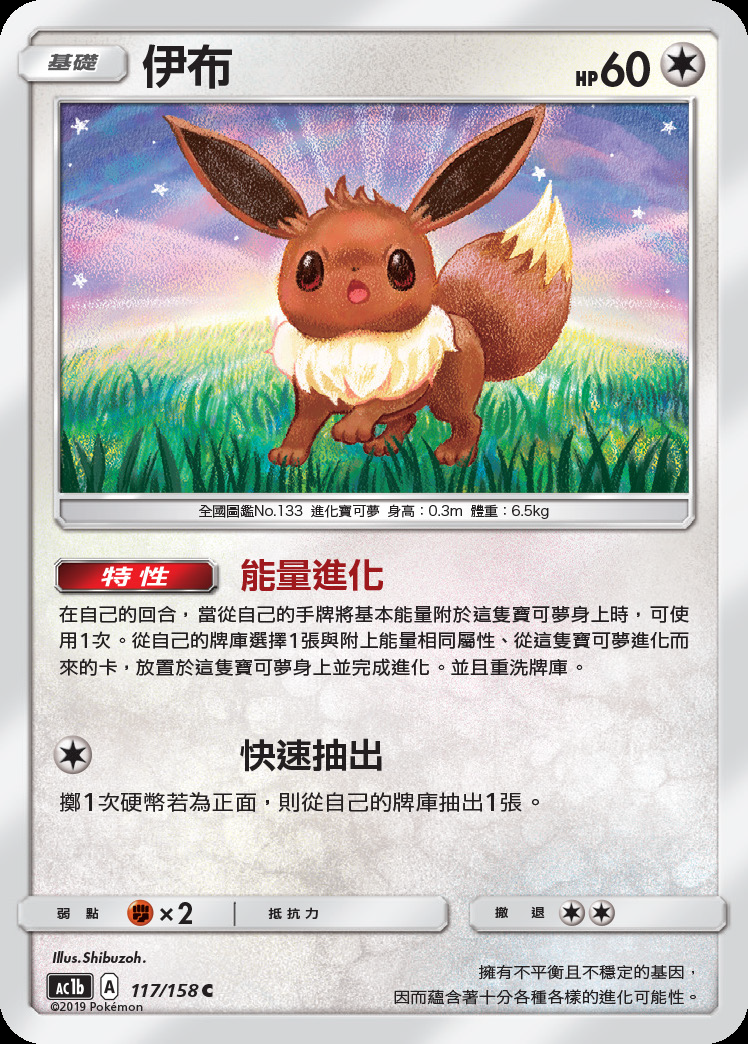 基礎 伊布 HP60
全國圖鑑No.133 進化寶可夢 身高：0.3m 體重：6.5kg
特性 能量進化
在自己的回合，當從自己的手牌將基本能量附於這隻寶可夢身上時，可使
用1次。從自己的牌庫選擇1張與附上能量相同屬性、從這隻寶可夢進化而
來的卡，放置於這隻寶可夢身上並完成進化。並且重洗牌庫。
快速抽出
擲1次硬幣若為正面，則從自己的牌庫抽出1張。
弱點 ×2 抵抗力 撤退
Illus.Shibuzoh.
擁有不平衡且不穩定的基因，
因而蘊含著十分各種各樣的進化可能性。
AC1b A 117/158 C
©2019 Pokémon